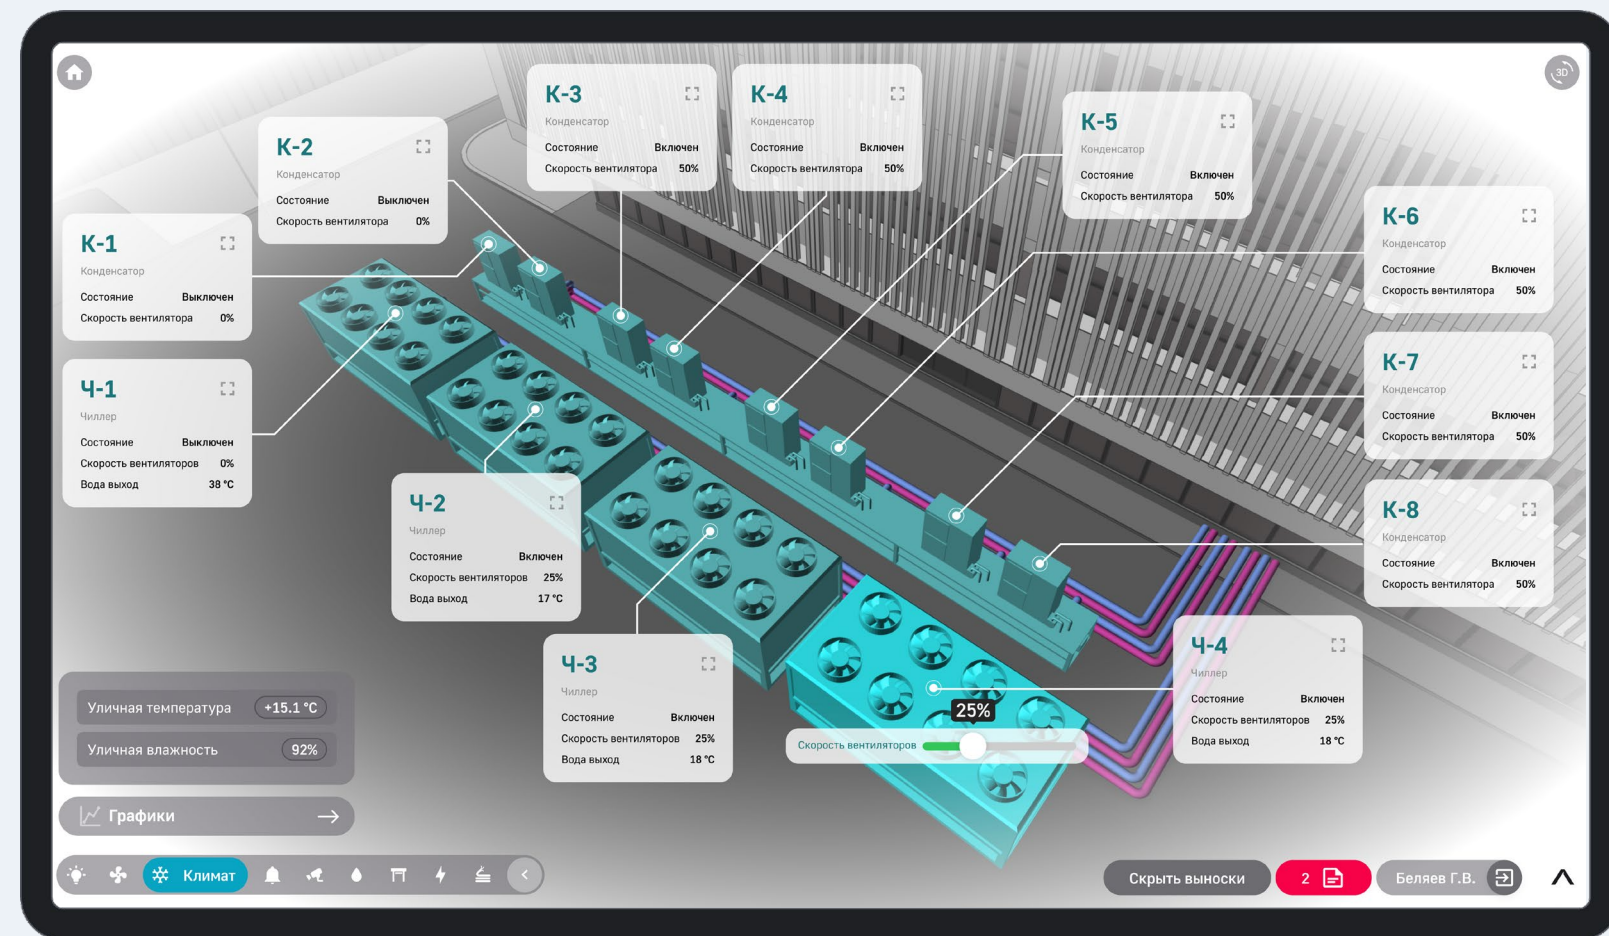 3D
К-3
Конденсатор
Состояние Включен
Скорость вентилятора 50%
К-4
Конденсатор
Состояние Включен
Скорость вентилятора 50%
К-5
Конденсатор
Состояние Включен
Скорость вентилятора 50%
К-2
Конденсатор
Состояние Выключен
Скорость вентилятора 0%
К-6
Конденсатор
Состояние Включен
Скорость вентилятора 50%
К-1
Конденсатор
Состояние Выключен
Скорость вентилятора 0%
К-7
Конденсатор
Состояние Включен
Скорость вентилятора 50%
Ч-1
Чиллер
Состояние Выключен
Скорость вентиляторов 0%
Вода выход 38 °C
Ч-2
Чиллер
Состояние Включен
Скорость вентиляторов 25%
Вода выход 17 °C
К-8
Конденсатор
Состояние Включен
Скорость вентилятора 50%
Ч-3
Чиллер
Состояние Включен
Скорость вентиляторов 25%
Вода выход 18 °C
Ч-4
Чиллер
Состояние Включен
Скорость вентиляторов 25%
Вода выход 18 °C
25%
Скорость вентиляторов
Уличная температура +15.1 °C
Уличная влажность 92%
Графики
Климат
Скрыть выноски
2
Беляев Г.В.